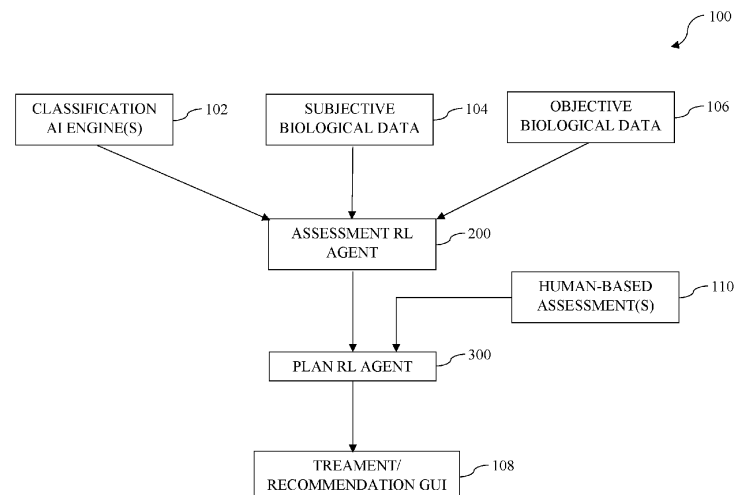 100
CLASSIFICATION
AI ENGINE(S)
102
SUBJECTIVE
BIOLOGICAL DATA
104
OBJECTIVE
BIOLOGICAL DATA
106
ASSESSMENT RL
AGENT
200
HUMAN-BASED
ASSESSMENT(S)
110
PLAN RL AGENT
300
TREAMENT/
RECOMMENDATION GUI
108